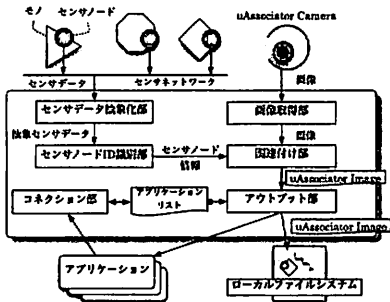 モノ
センサノード
uAssociator Camera
センサデータ
センサネットワーク
画像
センサデータ抽象化部
画像取得部
抽象センサデータ
センサノード
情報
画像
センサノードID識別部
関連付け部
uAssociator Image
コネクション部
アプリケーション
リスト
アウトプット部
uAssociator Image
アプリケーション
ローカルファイルシステム